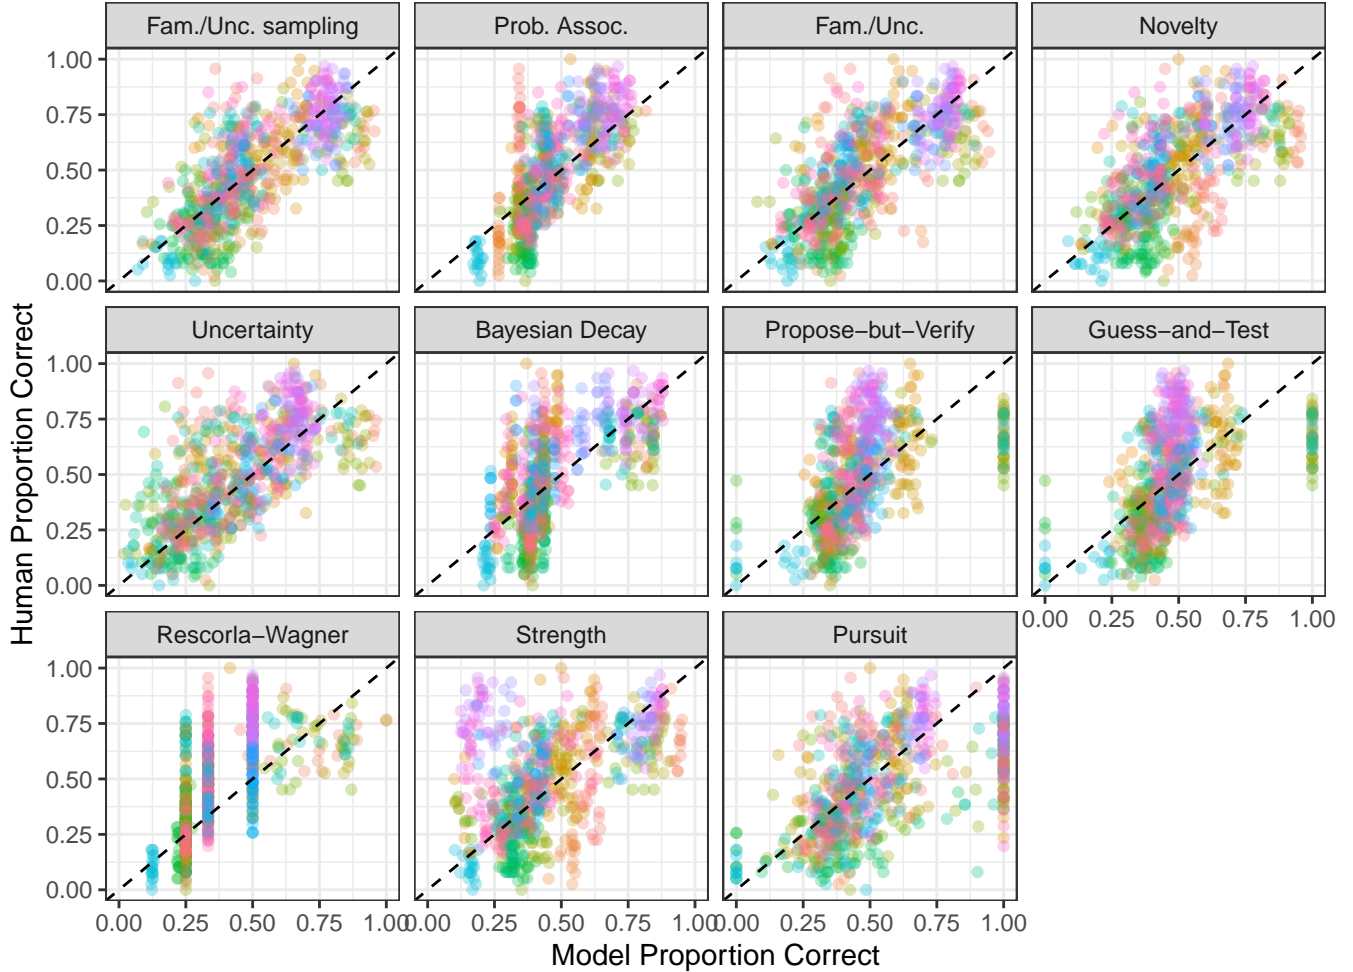 Fam./Unc. sampling
Prob. Assoc.
Fam./Unc.
Novelty
1.00
0.75
0.50
0.25
0.00
Uncertainty
Bayesian Decay
Propose−but−Verify
Guess−and−Test
1.00
0.75
0.50
0.25
0.00
0.00 0.25 0.50 0.75 1.00
Rescorla−Wagner
Strength
Pursuit
1.00
0.75
0.50
0.25
0.00
0.00 0.25 0.50 0.75 1.00
0.00 0.25 0.50 0.75 1.00
0.00 0.25 0.50 0.75 1.00
Human Proportion Correct
Model Proportion Correct